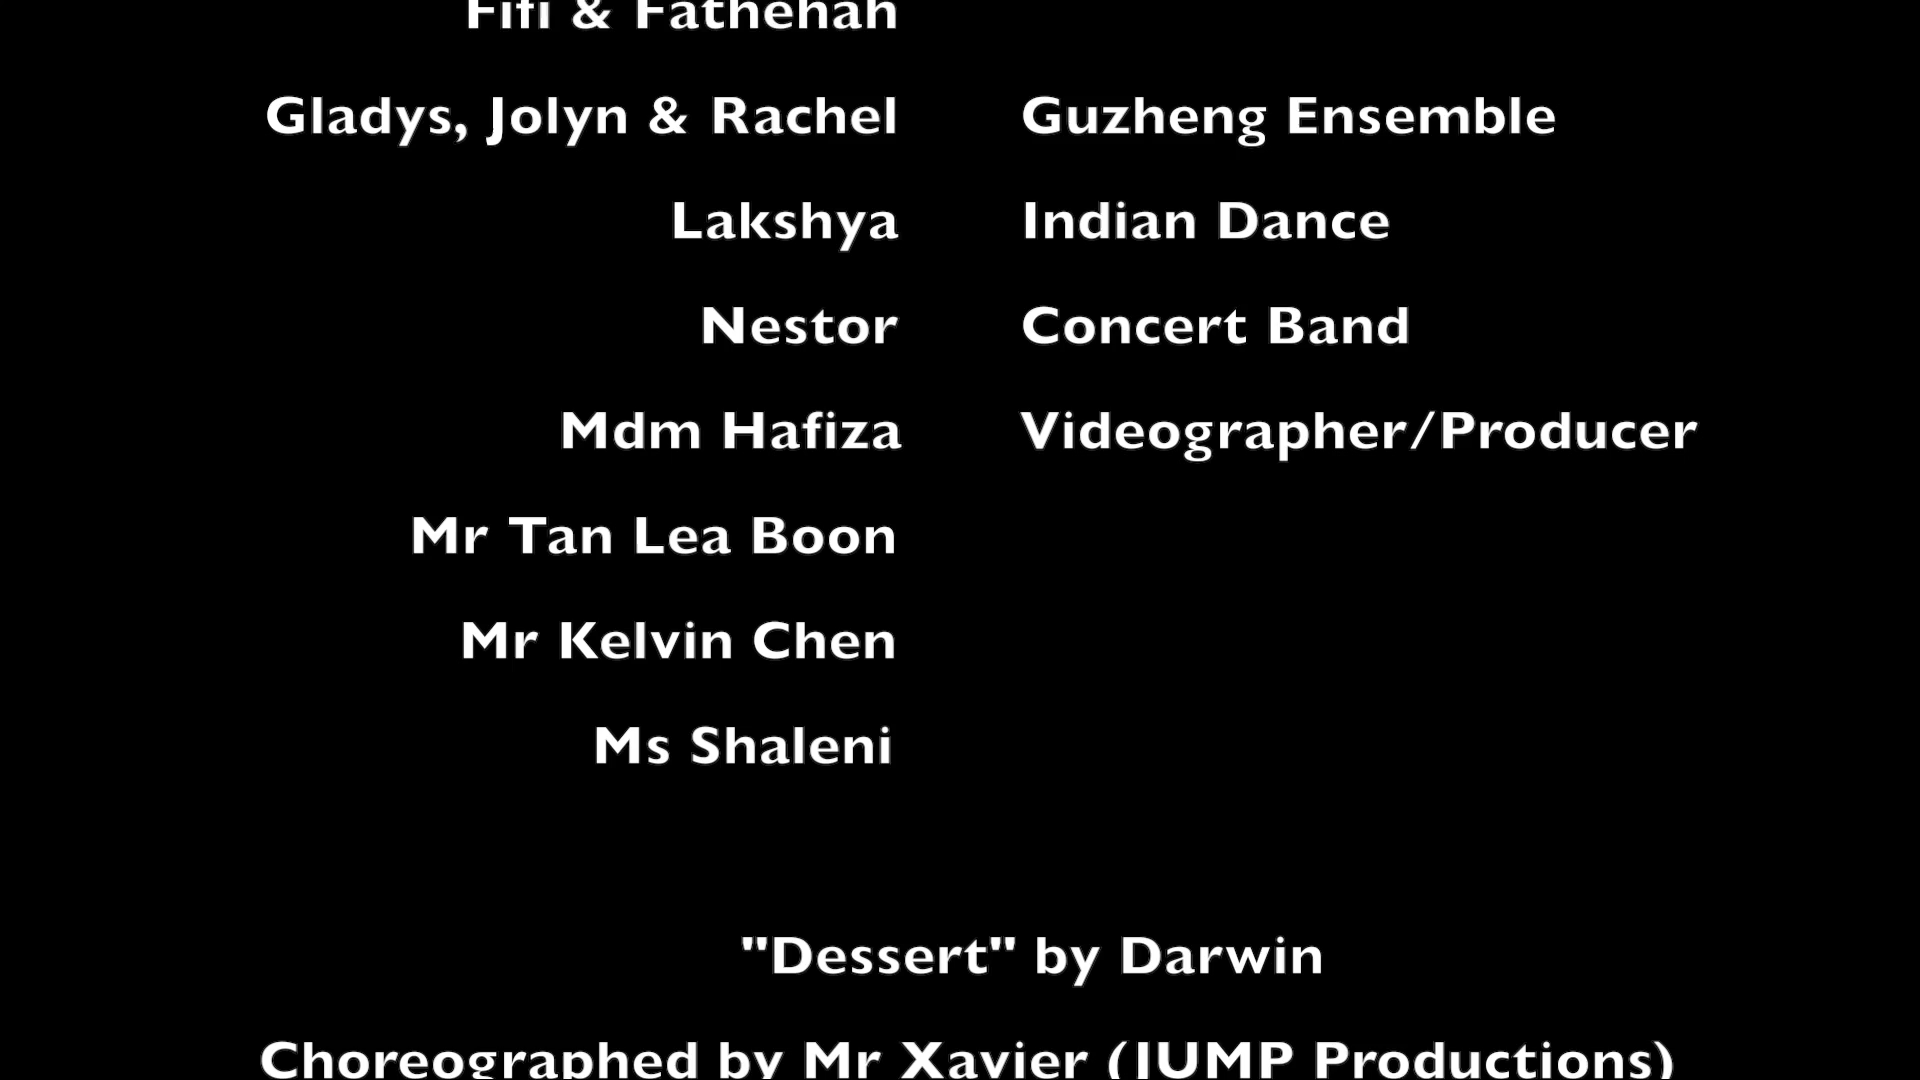 Fifi & Fathehah
Gladys, Jolyn & Rachel Guzheng Ensemble
Lakshya Indian Dance
Nestor Concert Band
Mdm Hafiza Videographer/Producer
Mr Tan Lea Boon
Mr Kelvin Chen
Ms Shaleni
"Dessert" by Darwin
Choreographed by Mr Xavier (JUMP Productions)